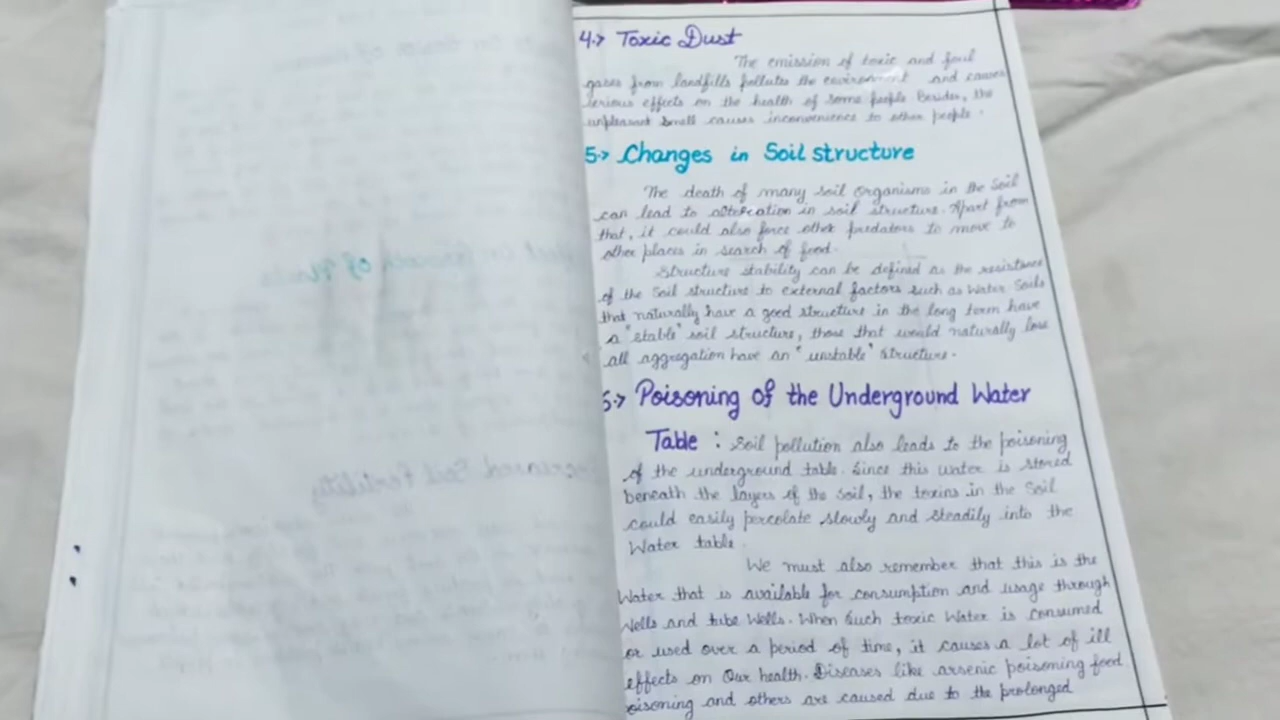 4.> Toxic Dust
The emission of toxic and foul
gases from landfills pollutes the environment and causes
serious effects on the health of some people. Besides, the
unpleasant smell causes inconvenience to other people.
5.> Changes in Soil structure
The death of many soil organisms in the soil
can lead to alteration in soil structure. Apart from
that, it could also force other predators to move to
other places in search of food.
Structure stability can be defined as the resistance
of the soil structure to external factors such as water. Soils
that naturally have a good structure in the long term have
a "stable" soil structure, those that would naturally lose
all aggregation have an "unstable" structure.
6.> Poisoning of the Underground Water
Table : Soil pollution also leads to the poisoning
of the underground table. Since this water is stored
beneath the layers of the soil, the toxins in the soil
could easily percolate slowly and steadily into the
Water table.
We must also remember that this is the
Water that is available for consumption and usage through
Wells and tube Wells. When such toxic Water is consumed
or used over a period of time, it causes a lot of ill
effects on Our health. Diseases like arsenic poisoning food
poisoning and others are caused due to the prolonged